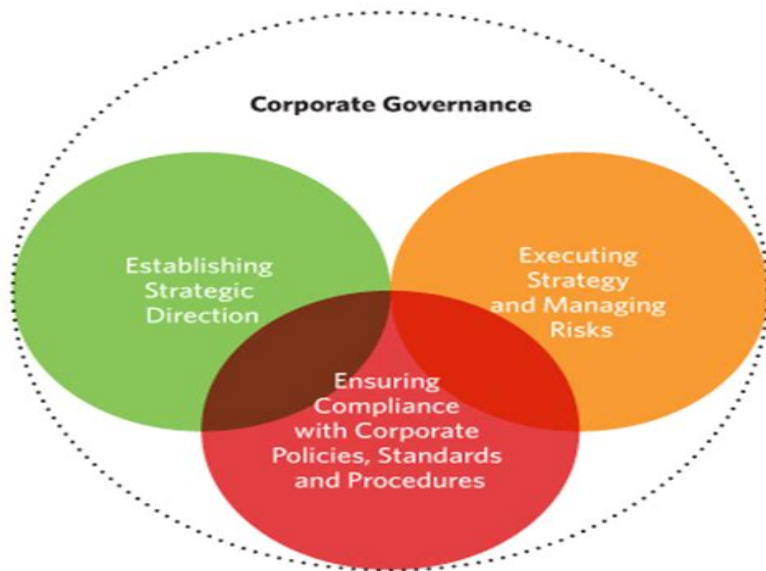 Corporate Governance
Establishing
Strategic
Direction
Executing
Strategy
and Managing
Risks
Ensuring
Compliance
with Corporate
Policies, Standards
and Procedures